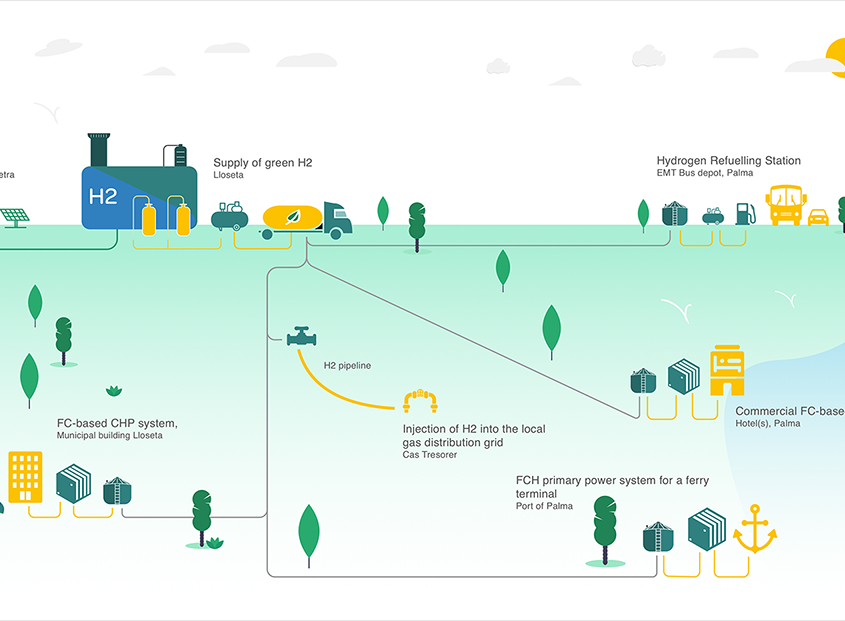 etra
H2
Supply of green H2
Lloseta
Hydrogen Refuelling Station
EMT Bus depot, Palma
H2 pipeline
Injection of H2 into the local
gas distribution grid
Cas Tresorer
Commercial FC-base
Hotel(s), Palma
FC-based CHP system,
Municipal building Lloseta
FCH primary power system for a ferry
terminal
Port of Palma